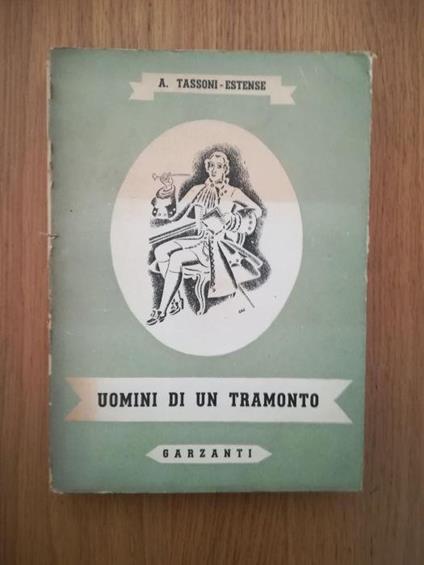 A. TASSONI-ESTENSE
UOMINI DI UN TRAMONTO
GARZANTI